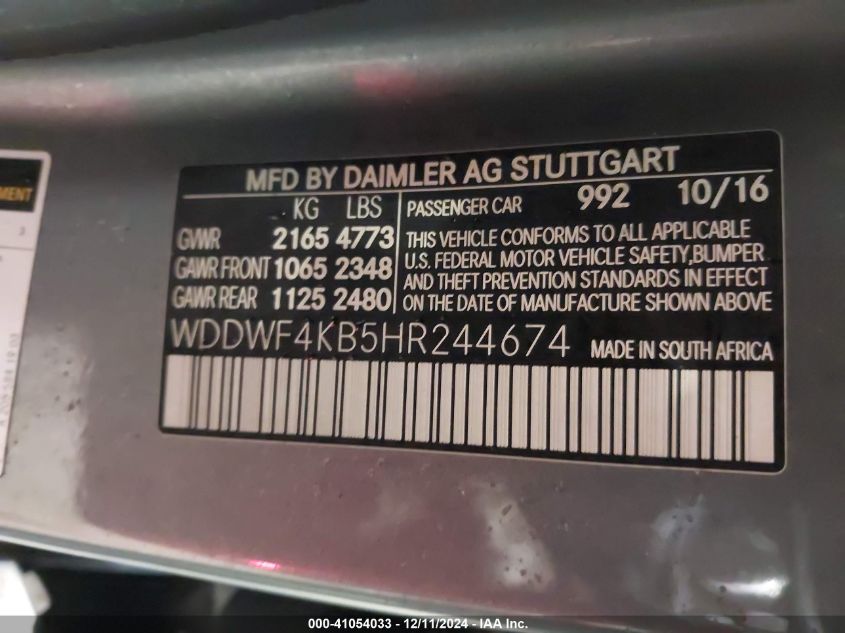 MENT
3
MFD BY DAIMLER AG STUTTGART
KG LBS
PASSENGER CAR 992 10/16
GVWR 2165 4773
GAWR FRONT 1065 2348
GAWR REAR 1125 2480
THIS VEHICLE CONFORMS TO ALL APPLICABLE
U.S. FEDERAL MOTOR VEHICLE SAFETY,BUMPER
AND THEFT PREVENTION STANDARDS IN EFFECT
ON THE DATE OF MANUFACTURE SHOWN ABOVE
WDDWF4KB5HR244674 MADE IN SOUTH AFRICA
000-41054033 - 12/11/2024 - IAA Inc.